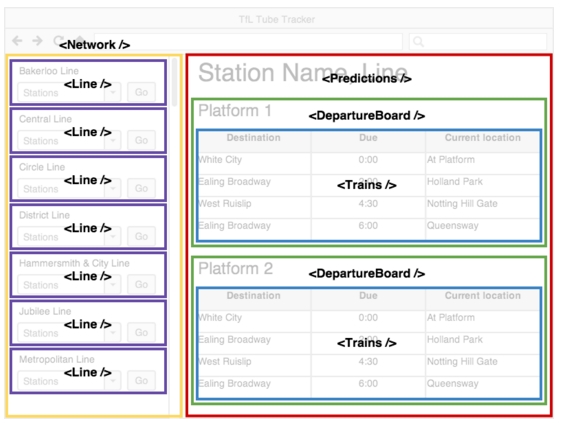 TfL Tube Tracker
<Network />
Bakerloo Line
<Line />
Stations Go
Central Line
<Line />
Stations Go
Circle Line
<Line />
Stations Go
District Line
<Line />
Stations Go
Hammersmith & City Line
<Line />
Stations Go
Jubilee Line
<Line />
Stations Go
Metropolitan Line
<Line />
Stations Go
Station Name, Line
<Predictions />
Platform 1
<DepartureBoard />
Destination Due Current location
White City 0:00 At Platform
Ealing Broadway Holland Park
<Trains />
West Ruislip 4:30 Notting Hill Gate
Ealing Broadway 6:00 Queensway
Platform 2
<DepartureBoard />
Destination Due Current location
White City 0:00 At Platform
Ealing Broadway Holland Park
<Trains />
West Ruislip 4:30 Notting Hill Gate
Ealing Broadway 6:00 Queensway